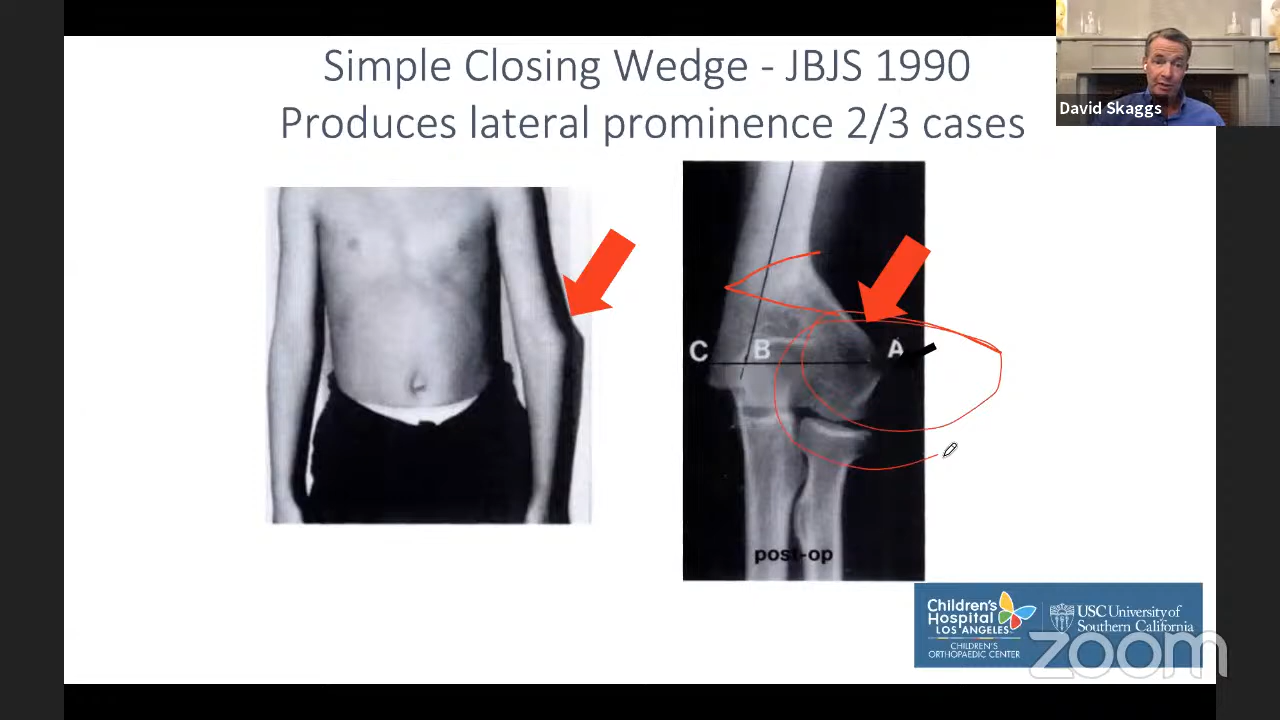 Simple Closing Wedge - JBJS 1990
Produces lateral prominence 2/3 cases
David Skaggs
C
B
A
post-op
Children's
Hospital
LOS ANGELES
CHILDREN'S
ORTHOPAEDIC CENTER
USC University of
Southern California
zoom